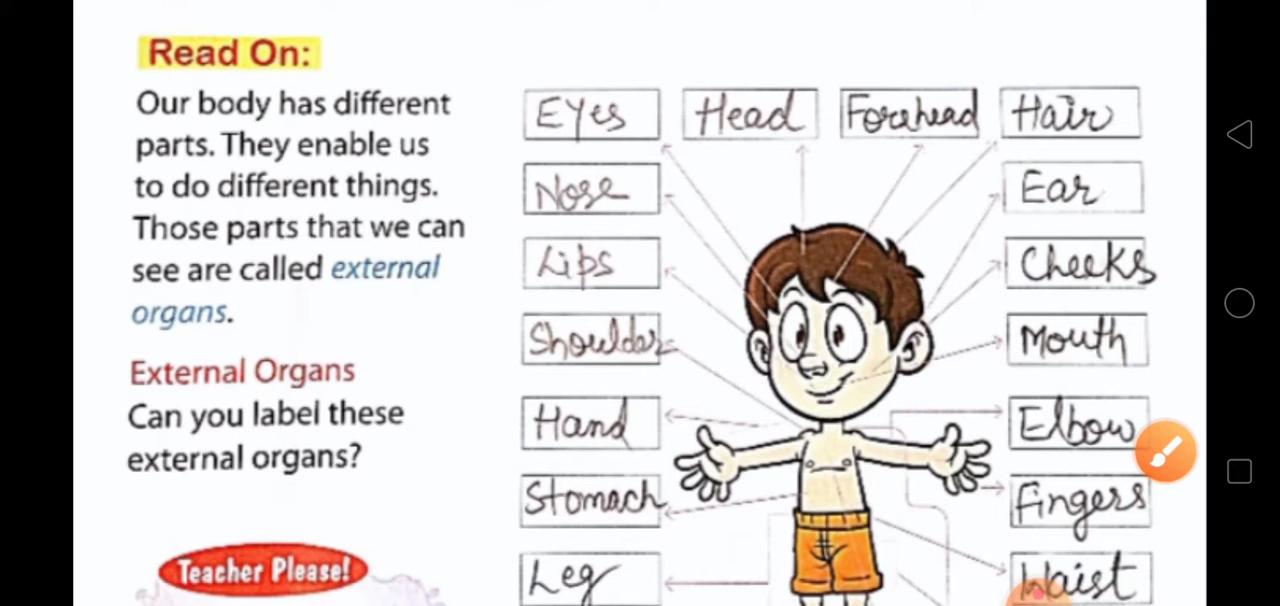 Read On:
Our body has different
parts. They enable us
to do different things.
Those parts that we can
see are called external
organs.
External Organs
Can you label these
external organs?
Teacher Please!
Eyes
Head
Forehead
Hair
Nose
Ear
Lips
Cheeks
Shoulder
Mouth
Hand
Elbow
Stomach
Fingers
Leg
Waist